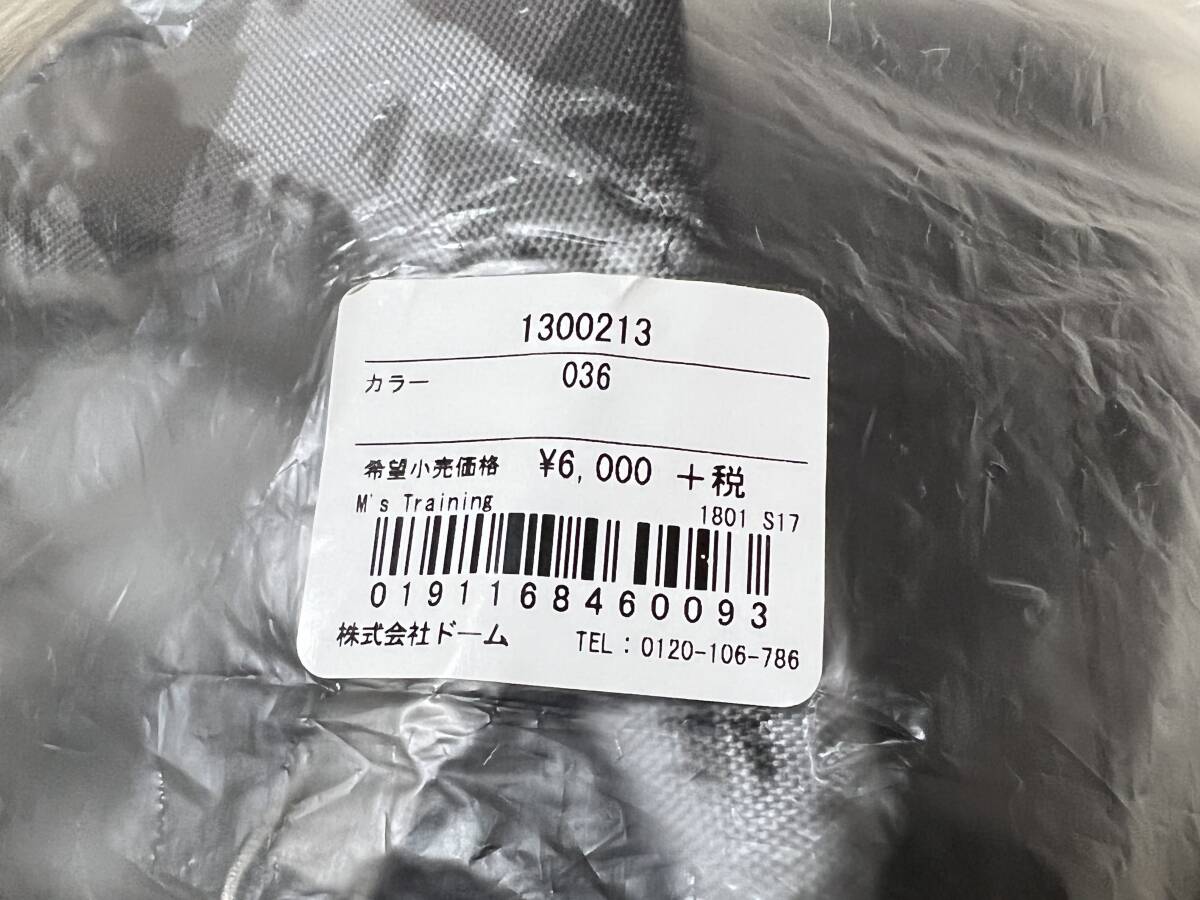 1300213
カラー 036
希望小売価格 ¥6,000 +税
M's Training 1801 S17
0191168460093
株式会社ドーム TEL:0120-106-786